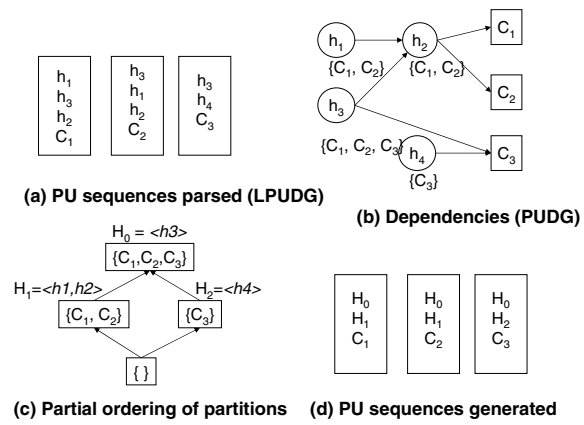 h₁
h₃
h₂
C₁
h₃
h₁
h₂
C₂
h₃
h₄
C₃
(a) PU sequences parsed (LPUDG)
h₁
{C₁, C₂}
h₂
{C₁, C₂}
h₃
{C₁, C₂, C₃}
h₄
{C₃}
C₁
C₂
C₃
(b) Dependencies (PUDG)
H₀ = <h3>
{C₁,C₂,C₃}
H₁=<h1,h2>
H₂=<h4>
{C₁, C₂}
{C₃}
{ }
(c) Partial ordering of partitions
H₀
H₁
C₁
H₀
H₁
C₂
H₀
H₂
C₃
(d) PU sequences generated